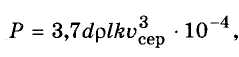 P = 3,7dρlkv³сер · 10⁻⁴,